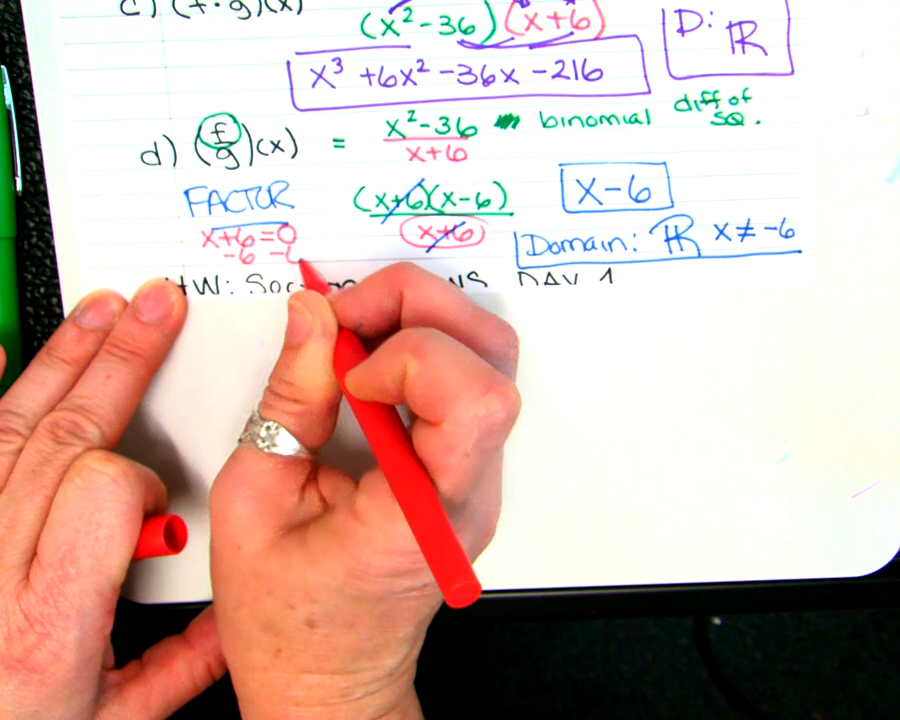 c) (f·g)(x)
(x²-36)(x+6)
x³ +6x² -36x -216
D: ℝ
d) (f/g)(x) = x²-36 / x+6 binomial diff of SQ.
FACTOR (x+6)(x-6) / x+6 x-6
x+6=0
-6 -6
Domain: ℝ x≠-6
HW: DAY 1